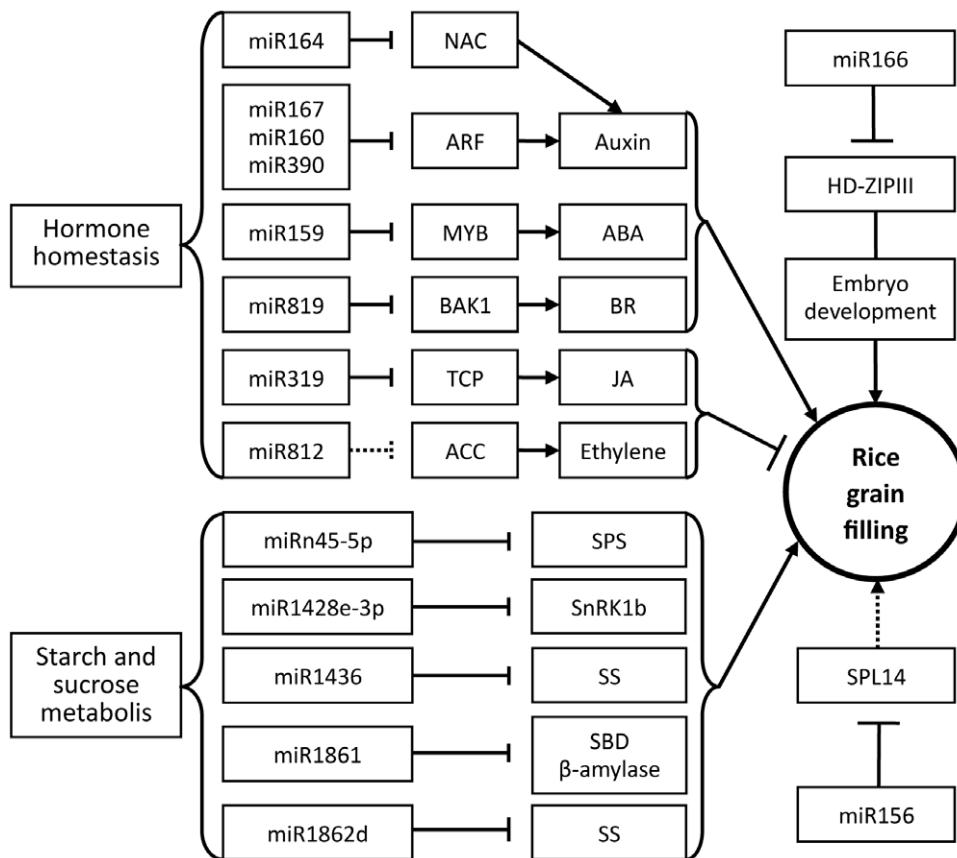 Hormone
homestasis
miR164
NAC
miR167
miR160
miR390
ARF
Auxin
miR159
MYB
ABA
miR819
BAK1
BR
miR319
TCP
JA
miR812
ACC
Ethylene
Starch and
sucrose
metabolis
miRn45-5p
SPS
miR1428e-3p
SnRK1b
miR1436
SS
miR1861
SBD
β-amylase
miR1862d
SS
miR166
HD-ZIPIII
Embryo
development
Rice
grain
filling
SPL14
miR156